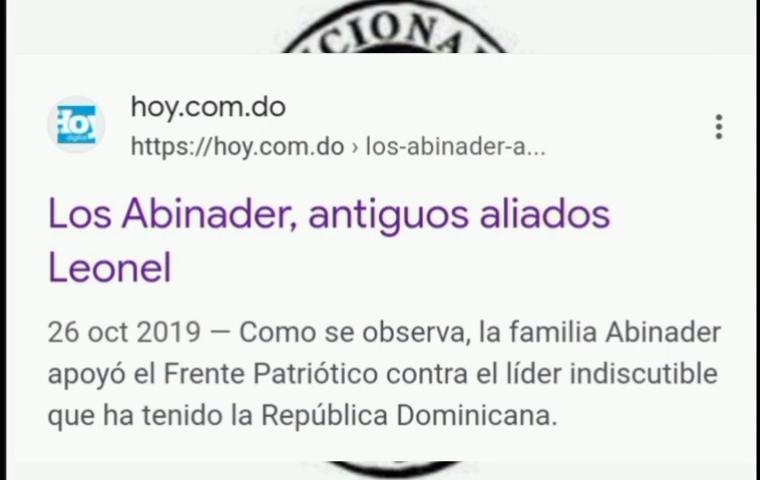 CIONA
Hoy
digital
hoy.com.do
https://hoy.com.do › los-abinader-a...
Los Abinader, antiguos aliados
Leonel
26 oct 2019 — Como se observa, la familia Abinader
apoyó el Frente Patriótico contra el líder indiscutible
que ha tenido la República Dominicana.